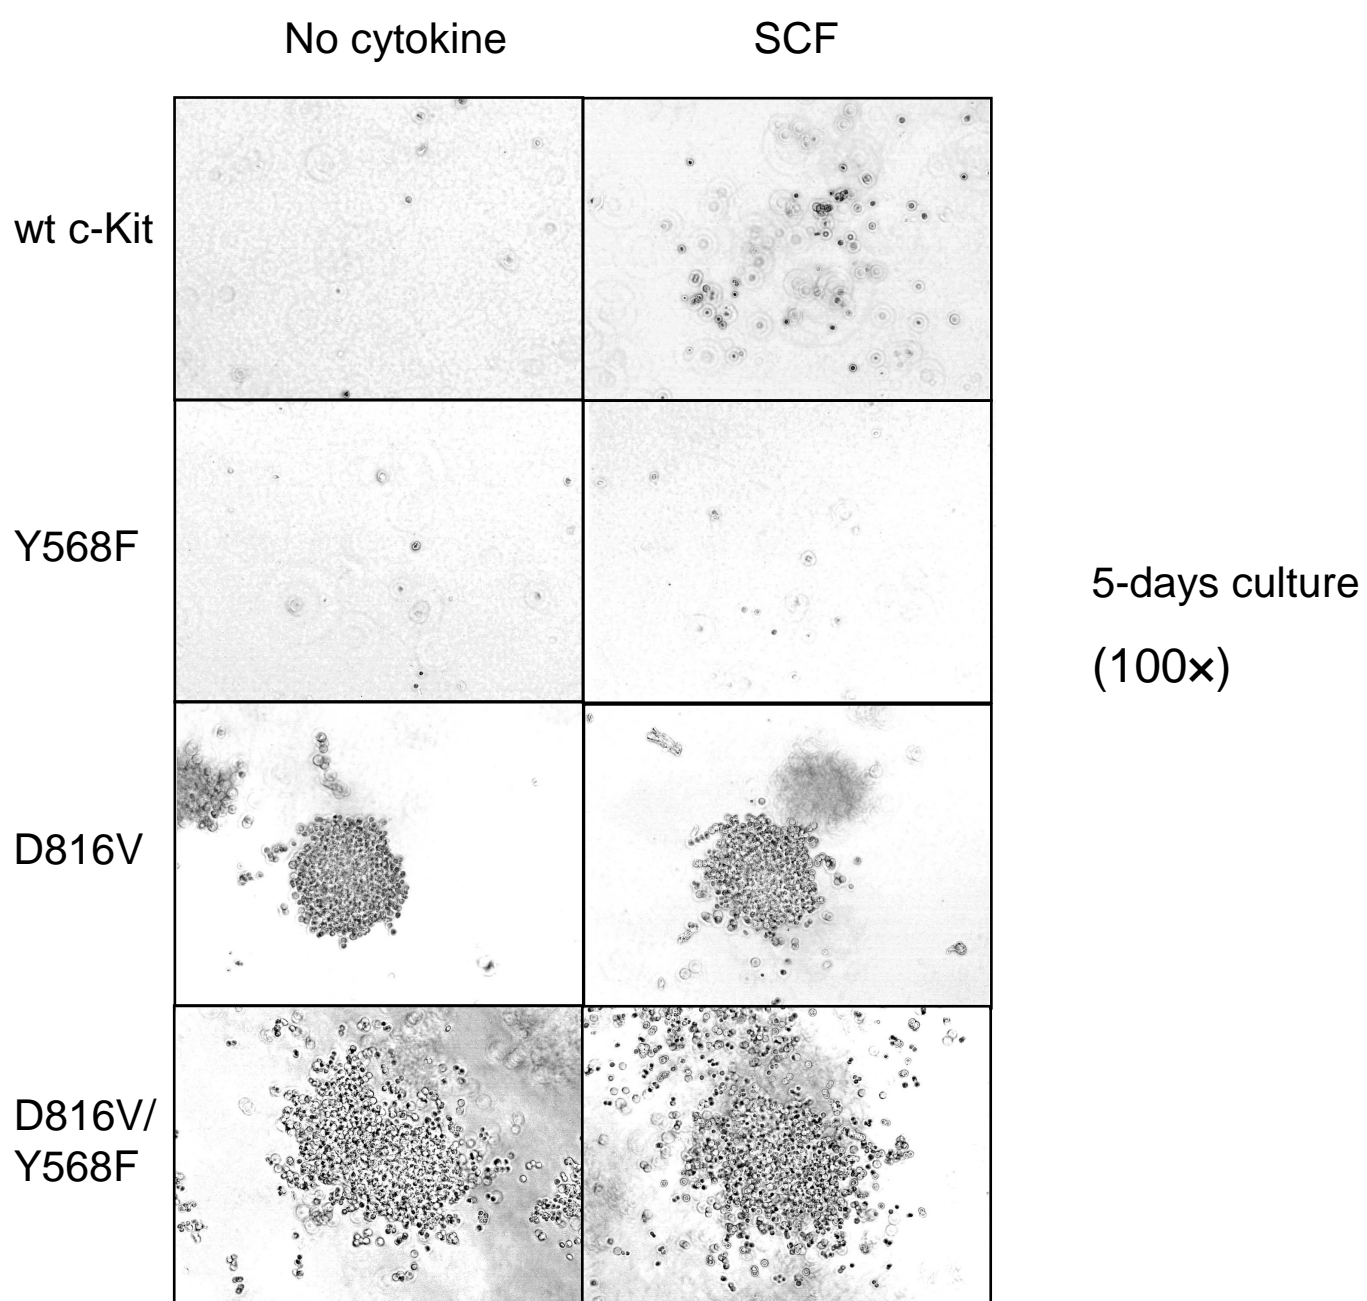 No cytokine
SCF
wt c-Kit
Y568F
5-days culture
(100×)
D816V
D816V/
Y568F